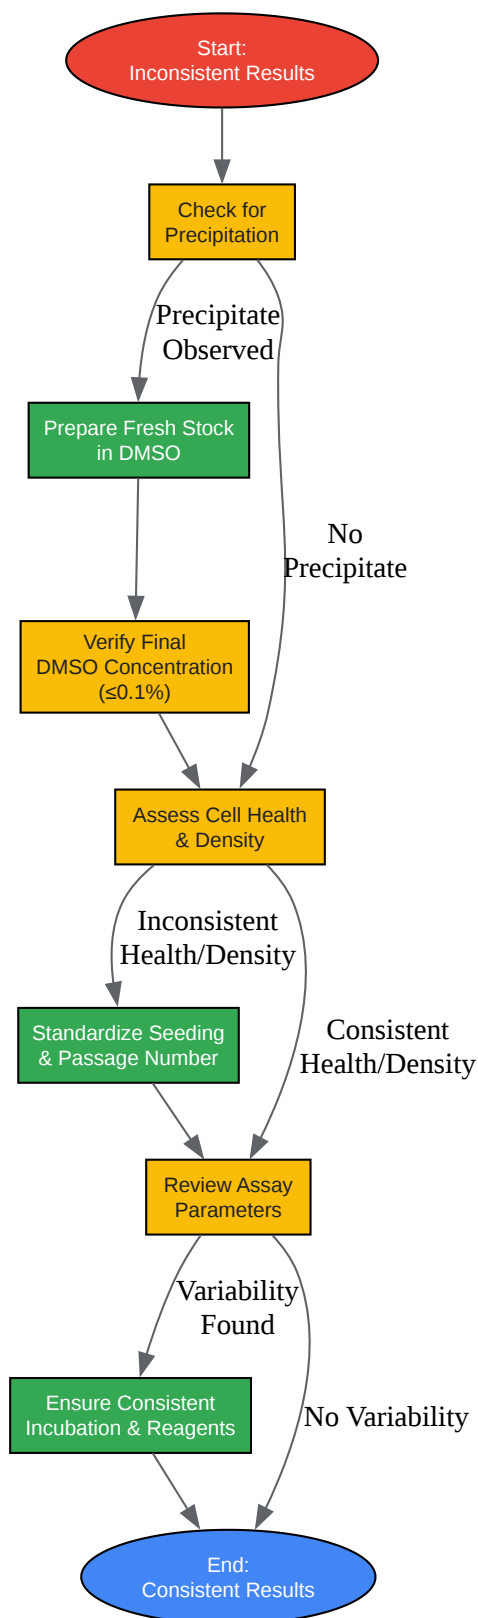 Start:
Inconsistent Results
Check for
Precipitation
Precipitate
Observed
Prepare Fresh Stock
in DMSO
No
Precipitate
Verify Final
DMSO Concentration
(≤0.1%)
Assess Cell Health
& Density
Inconsistent
Health/Density
Standardize Seeding
& Passage Number
Consistent
Health/Density
Review Assay
Parameters
Variability
Found
Ensure Consistent
Incubation & Reagents
No Variability
End:
Consistent Results